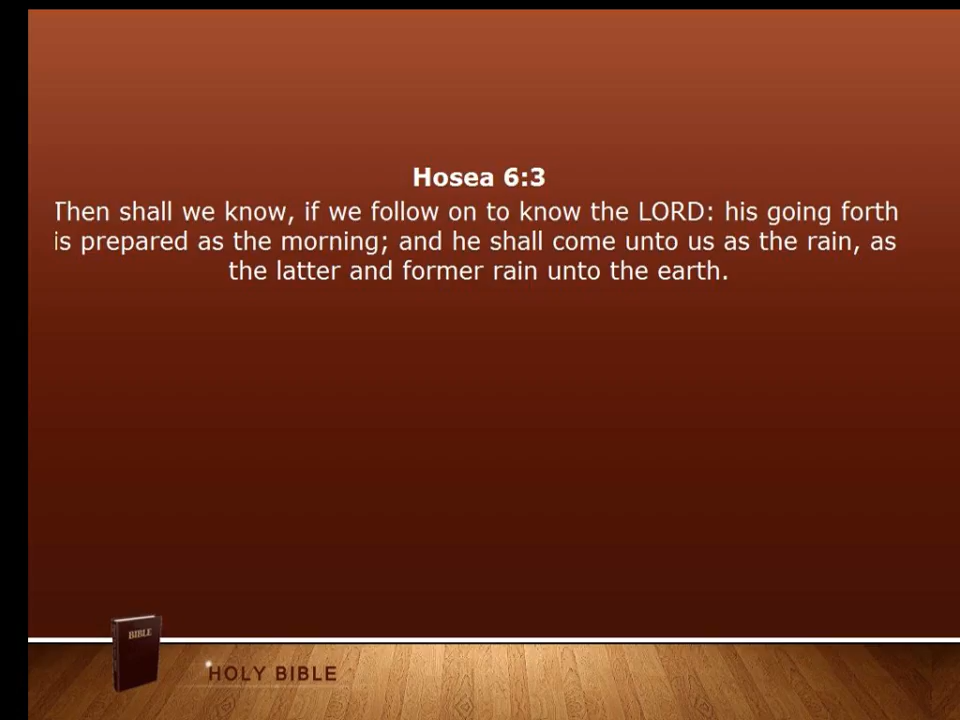 Hosea 6:3
Then shall we know, if we follow on to know the LORD: his going forth
is prepared as the morning; and he shall come unto us as the rain, as
the latter and former rain unto the earth.
BIBLE
HOLY BIBLE